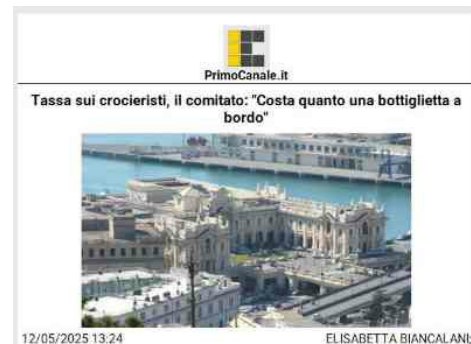 PrimoCanale.it
Tassa sui crocieristi, il comitato: "Costa quanto una bottiglietta a
bordo"
12/05/2025 13:24
ELISABETTA BIANCALANI